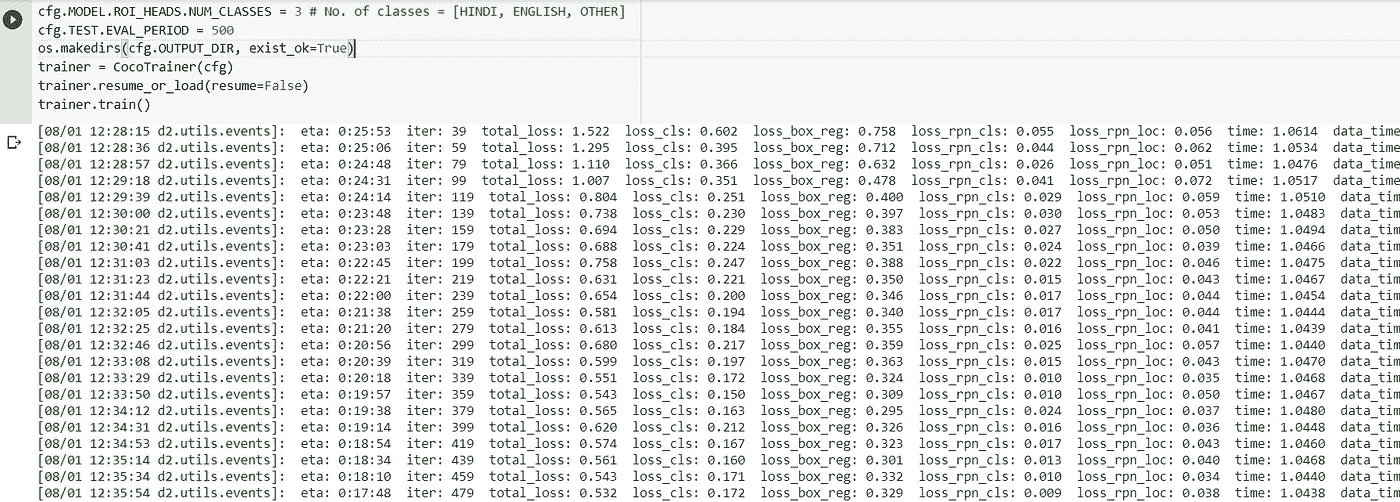 cfg.MODEL.ROI_HEADS.NUM_CLASSES = 3 # No. of classes = [HINDI, ENGLISH, OTHER]
cfg.TEST.EVAL_PERIOD = 500
os.makedirs(cfg.OUTPUT_DIR, exist_ok=True)
trainer = CocoTrainer(cfg)
trainer.resume_or_load(resume=False)
trainer.train()
[08/01 12:28:15 d2.utils.events]: eta: 0:25:53 iter: 39 total_loss: 1.522 loss_cls: 0.602 loss_box_reg: 0.758 loss_rpn_cls: 0.055 loss_rpn_loc: 0.056 time: 1.0614 data_time
[08/01 12:28:36 d2.utils.events]: eta: 0:25:06 iter: 59 total_loss: 1.295 loss_cls: 0.395 loss_box_reg: 0.712 loss_rpn_cls: 0.044 loss_rpn_loc: 0.062 time: 1.0534 data_time
[08/01 12:28:57 d2.utils.events]: eta: 0:24:48 iter: 79 total_loss: 1.110 loss_cls: 0.366 loss_box_reg: 0.632 loss_rpn_cls: 0.026 loss_rpn_loc: 0.051 time: 1.0476 data_time
[08/01 12:29:18 d2.utils.events]: eta: 0:24:31 iter: 99 total_loss: 1.007 loss_cls: 0.351 loss_box_reg: 0.478 loss_rpn_cls: 0.041 loss_rpn_loc: 0.072 time: 1.0517 data_time
[08/01 12:29:39 d2.utils.events]: eta: 0:24:14 iter: 119 total_loss: 0.804 loss_cls: 0.251 loss_box_reg: 0.400 loss_rpn_cls: 0.029 loss_rpn_loc: 0.059 time: 1.0510 data_tim
[08/01 12:30:00 d2.utils.events]: eta: 0:23:48 iter: 139 total_loss: 0.738 loss_cls: 0.230 loss_box_reg: 0.397 loss_rpn_cls: 0.030 loss_rpn_loc: 0.053 time: 1.0483 data_tim
[08/01 12:30:21 d2.utils.events]: eta: 0:23:28 iter: 159 total_loss: 0.694 loss_cls: 0.229 loss_box_reg: 0.383 loss_rpn_cls: 0.027 loss_rpn_loc: 0.050 time: 1.0494 data_tim
[08/01 12:30:41 d2.utils.events]: eta: 0:23:03 iter: 179 total_loss: 0.688 loss_cls: 0.224 loss_box_reg: 0.351 loss_rpn_cls: 0.024 loss_rpn_loc: 0.039 time: 1.0466 data_tim
[08/01 12:31:03 d2.utils.events]: eta: 0:22:45 iter: 199 total_loss: 0.758 loss_cls: 0.247 loss_box_reg: 0.388 loss_rpn_cls: 0.022 loss_rpn_loc: 0.046 time: 1.0475 data_tim
[08/01 12:31:23 d2.utils.events]: eta: 0:22:21 iter: 219 total_loss: 0.631 loss_cls: 0.221 loss_box_reg: 0.350 loss_rpn_cls: 0.015 loss_rpn_loc: 0.043 time: 1.0467 data_tim
[08/01 12:31:44 d2.utils.events]: eta: 0:22:00 iter: 239 total_loss: 0.654 loss_cls: 0.200 loss_box_reg: 0.346 loss_rpn_cls: 0.017 loss_rpn_loc: 0.044 time: 1.0454 data_tim
[08/01 12:32:05 d2.utils.events]: eta: 0:21:38 iter: 259 total_loss: 0.581 loss_cls: 0.194 loss_box_reg: 0.340 loss_rpn_cls: 0.017 loss_rpn_loc: 0.044 time: 1.0444 data_tim
[08/01 12:32:25 d2.utils.events]: eta: 0:21:20 iter: 279 total_loss: 0.613 loss_cls: 0.184 loss_box_reg: 0.355 loss_rpn_cls: 0.016 loss_rpn_loc: 0.041 time: 1.0439 data_tim
[08/01 12:32:46 d2.utils.events]: eta: 0:20:56 iter: 299 total_loss: 0.680 loss_cls: 0.217 loss_box_reg: 0.359 loss_rpn_cls: 0.025 loss_rpn_loc: 0.057 time: 1.0440 data_tim
[08/01 12:33:08 d2.utils.events]: eta: 0:20:39 iter: 319 total_loss: 0.599 loss_cls: 0.197 loss_box_reg: 0.363 loss_rpn_cls: 0.015 loss_rpn_loc: 0.043 time: 1.0470 data_tim
[08/01 12:33:29 d2.utils.events]: eta: 0:20:18 iter: 339 total_loss: 0.551 loss_cls: 0.172 loss_box_reg: 0.324 loss_rpn_cls: 0.010 loss_rpn_loc: 0.035 time: 1.0468 data_tim
[08/01 12:33:50 d2.utils.events]: eta: 0:19:57 iter: 359 total_loss: 0.543 loss_cls: 0.150 loss_box_reg: 0.309 loss_rpn_cls: 0.010 loss_rpn_loc: 0.050 time: 1.0467 data_tim
[08/01 12:34:12 d2.utils.events]: eta: 0:19:38 iter: 379 total_loss: 0.565 loss_cls: 0.163 loss_box_reg: 0.295 loss_rpn_cls: 0.024 loss_rpn_loc: 0.037 time: 1.0480 data_tim
[08/01 12:34:31 d2.utils.events]: eta: 0:19:14 iter: 399 total_loss: 0.620 loss_cls: 0.212 loss_box_reg: 0.326 loss_rpn_cls: 0.016 loss_rpn_loc: 0.036 time: 1.0448 data_tim
[08/01 12:34:53 d2.utils.events]: eta: 0:18:54 iter: 419 total_loss: 0.574 loss_cls: 0.167 loss_box_reg: 0.323 loss_rpn_cls: 0.017 loss_rpn_loc: 0.043 time: 1.0460 data_tim
[08/01 12:35:14 d2.utils.events]: eta: 0:18:34 iter: 439 total_loss: 0.561 loss_cls: 0.160 loss_box_reg: 0.301 loss_rpn_cls: 0.013 loss_rpn_loc: 0.040 time: 1.0468 data_tim
[08/01 12:35:34 d2.utils.events]: eta: 0:18:10 iter: 459 total_loss: 0.543 loss_cls: 0.171 loss_box_reg: 0.332 loss_rpn_cls: 0.010 loss_rpn_loc: 0.034 time: 1.0440 data_tim
[08/01 12:35:54 d2.utils.events]: eta: 0:17:48 iter: 479 total_loss: 0.532 loss_cls: 0.172 loss_box_reg: 0.329 loss_rpn_cls: 0.009 loss_rpn_loc: 0.033 time: 1.0438 data_tim